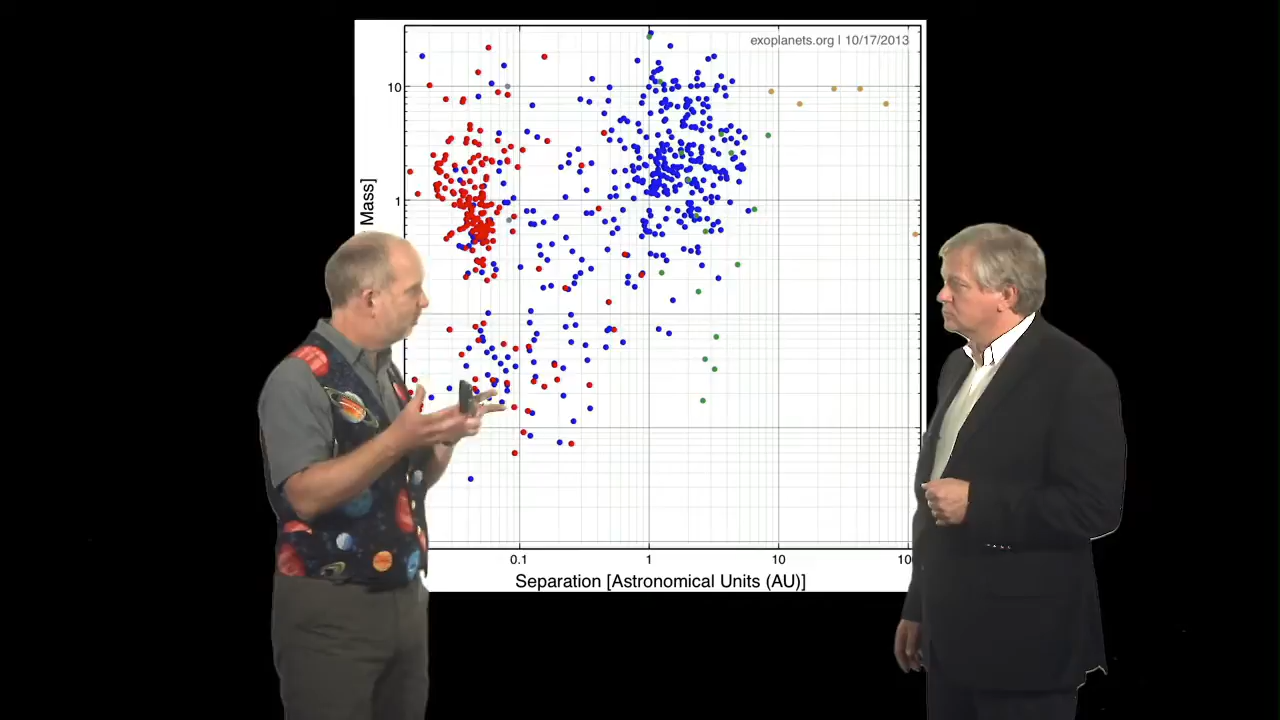 exoplanets.org | 10/17/2013
10
1
Mass]
0.1
1
10
10
Separation [Astronomical Units (AU)]